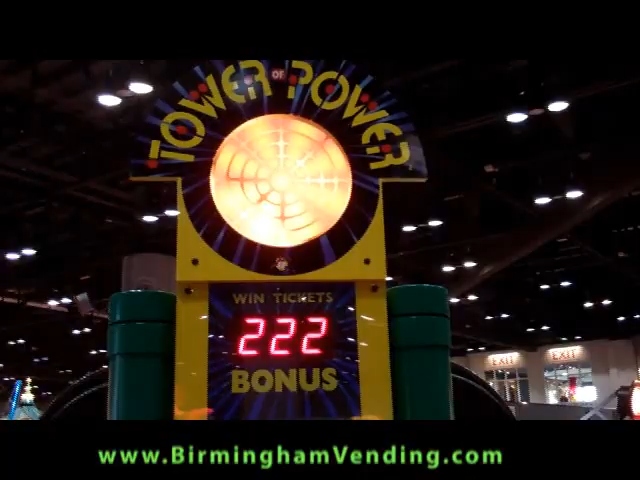 TOWER OF POWER
WIN TICKETS
222
BONUS
EXIT EXIT
www.BirminghamVending.com